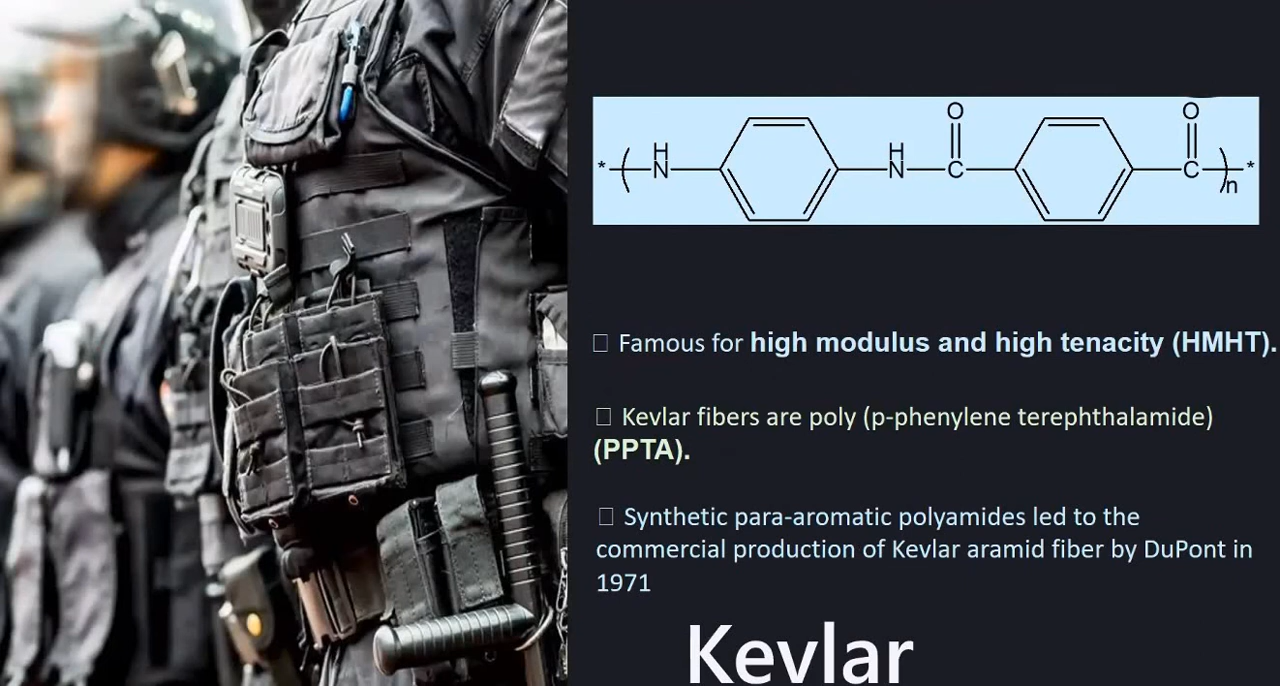 * ( H N H N O C O C ) n *
□ Famous for high modulus and high tenacity (HMHT).
□ Kevlar fibers are poly (p-phenylene terephthalamide)
(PPTA).
□ Synthetic para-aromatic polyamides led to the
commercial production of Kevlar aramid fiber by DuPont in
1971
Kevlar